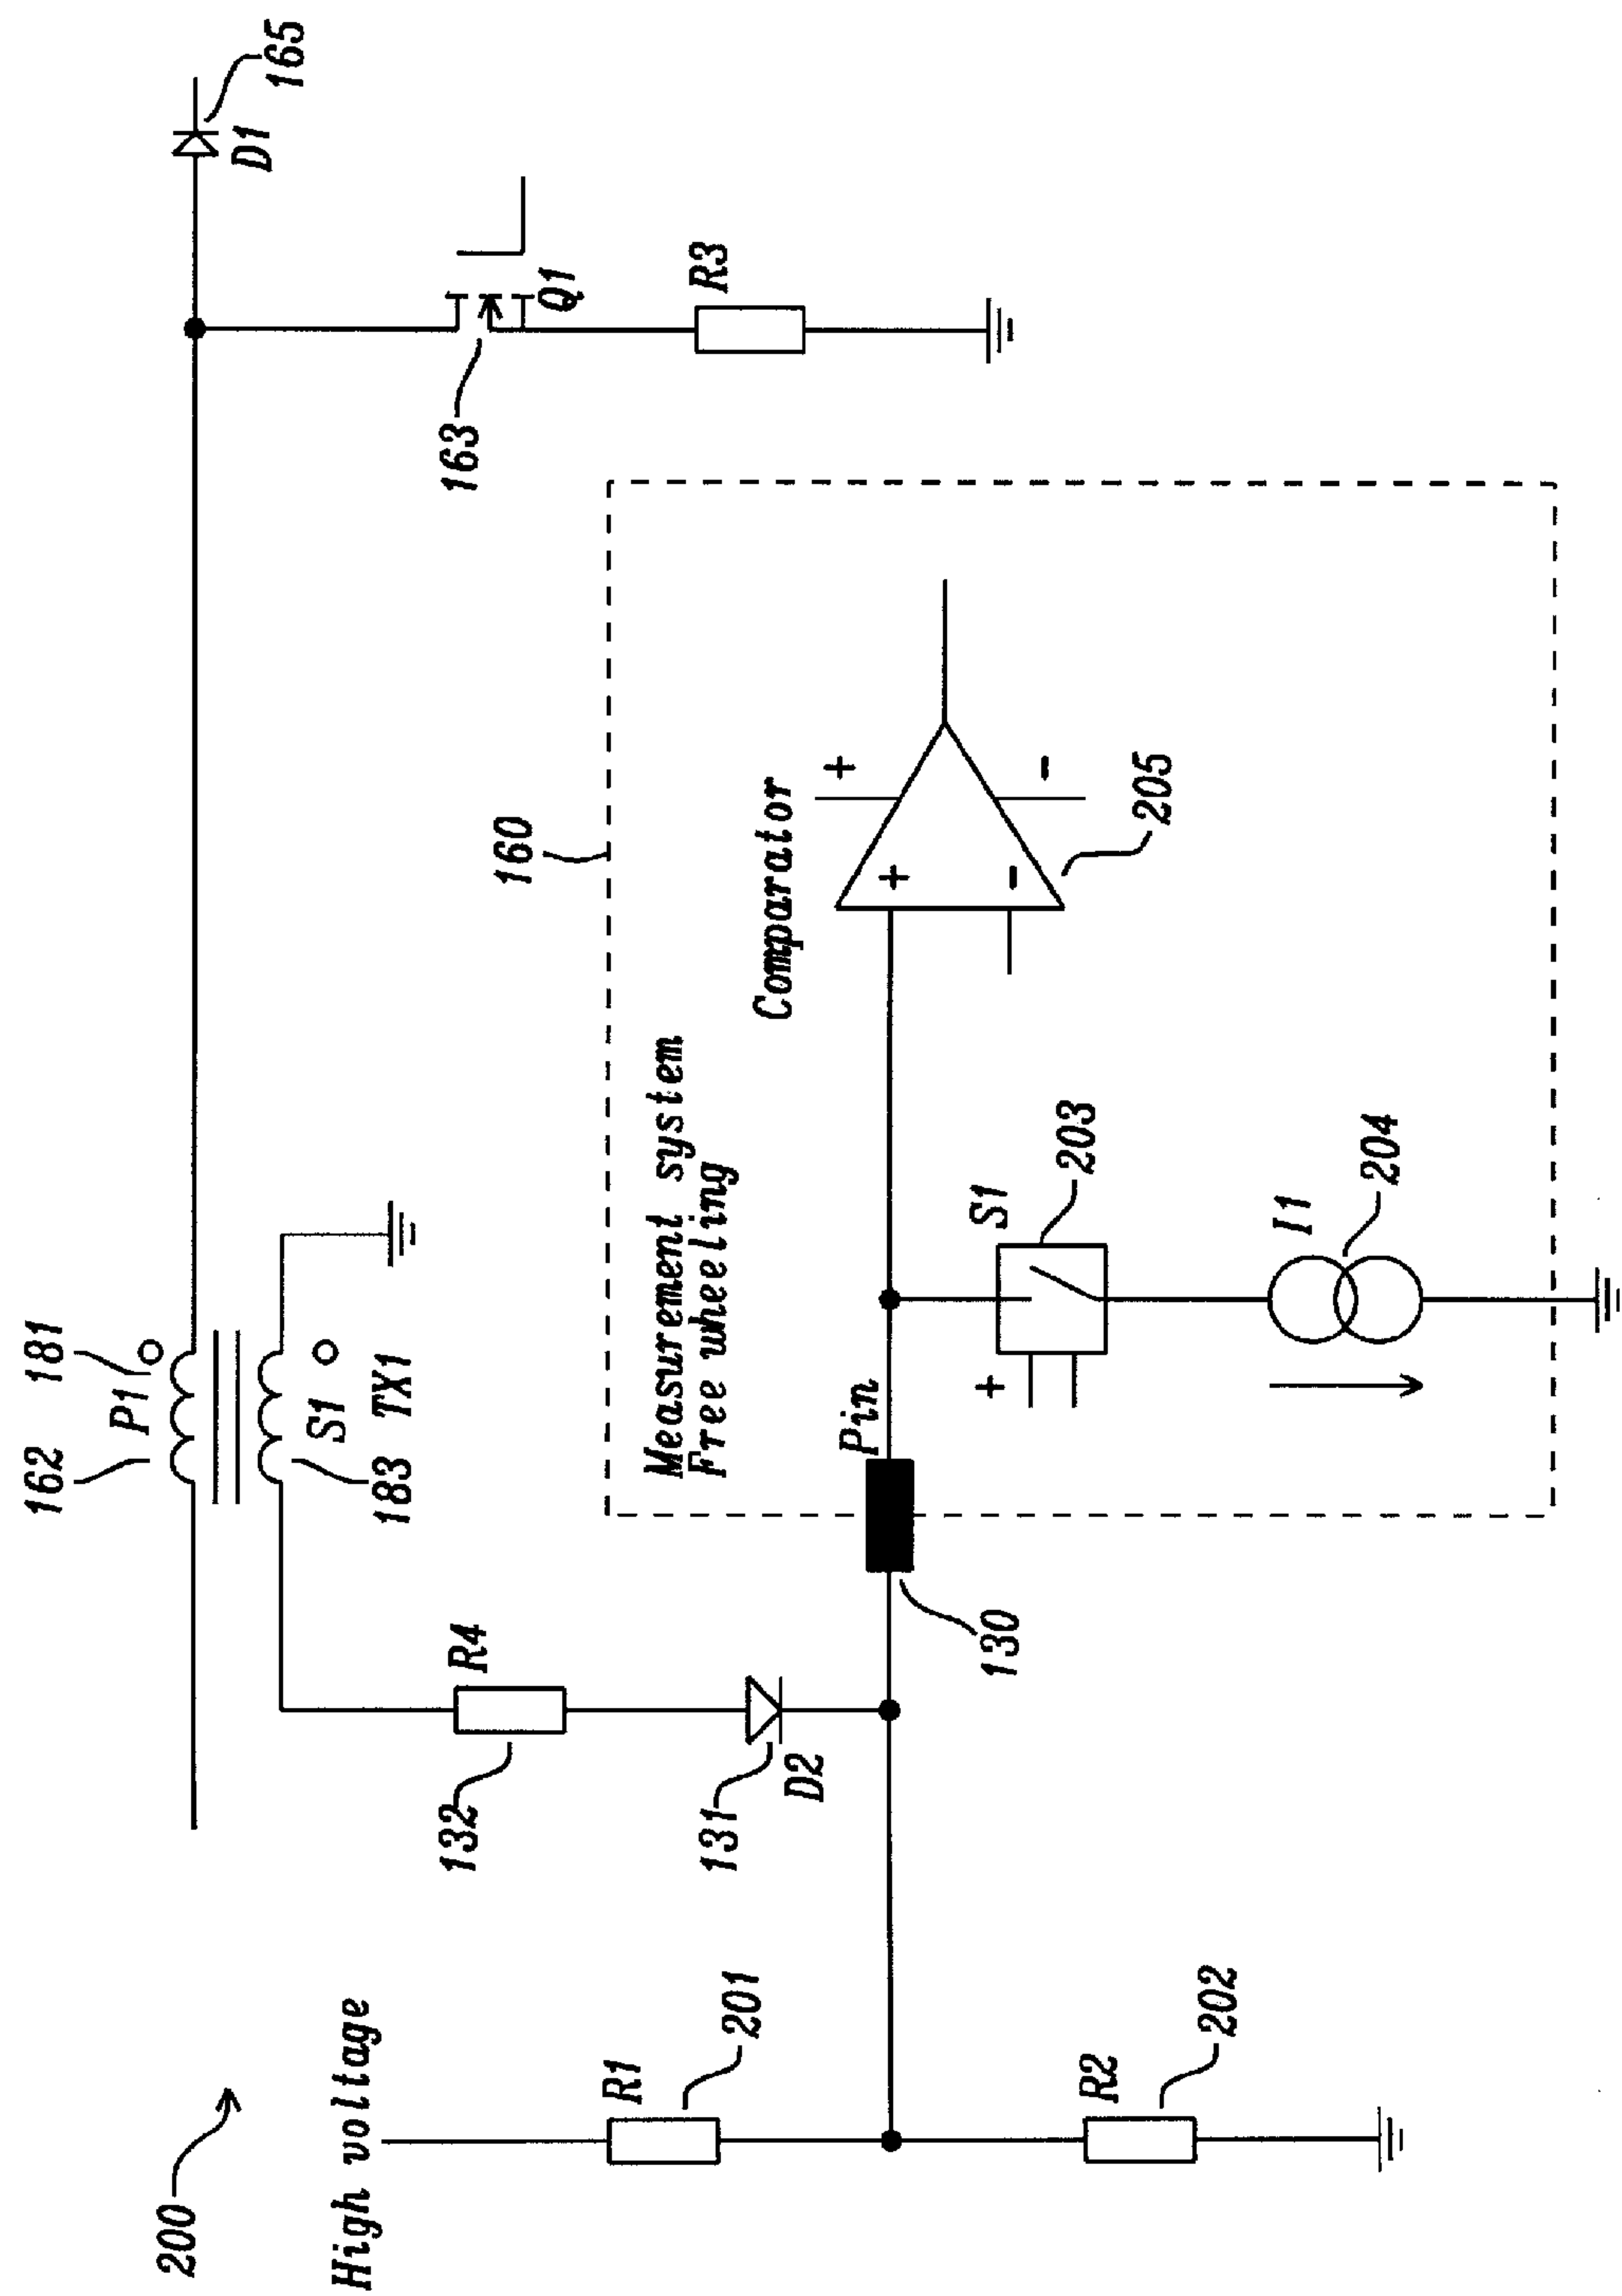 200
High voltage
R1
201
R2
202
162
P1
181
S1
183
TX1
R4
132
131
D2
130
Pin
Measurement system
Free wheeling
160
Comparator
+
-
+
-
205
S1
203
+
I1
204
D1
165
163
Q1
R3